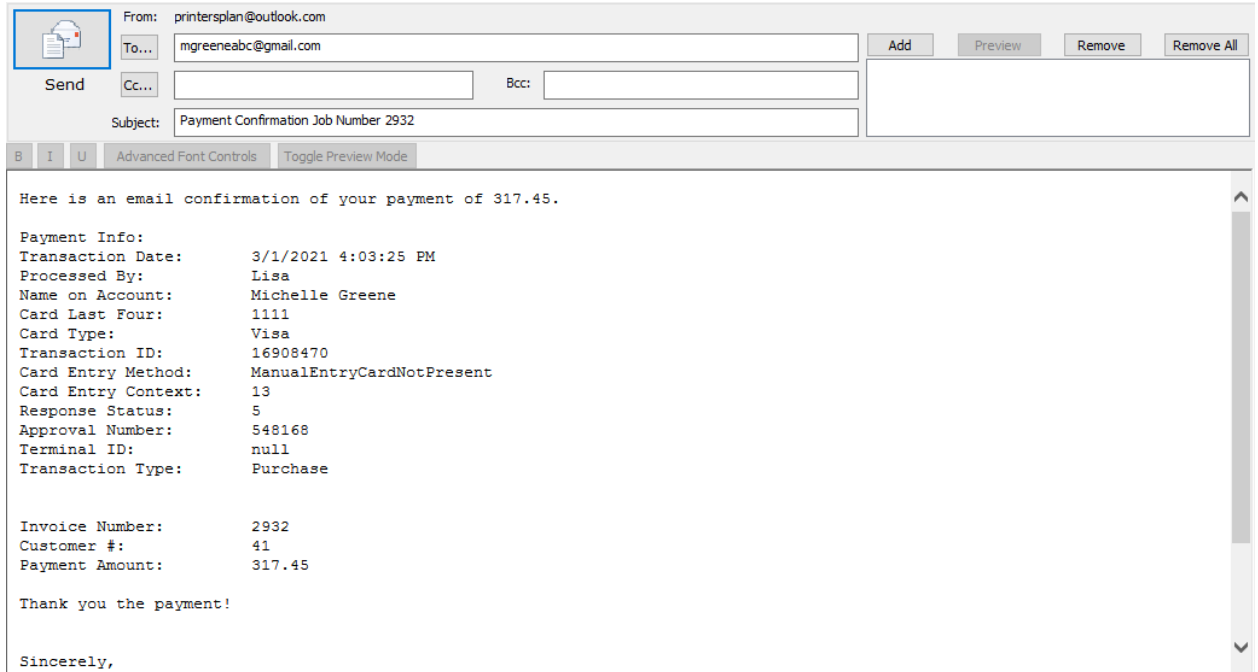 From: printersplan@outlook.com
To... mgreeneabc@gmail.com
Add Preview Remove Remove All
Send
Cc... Bcc:
Subject: Payment Confirmation Job Number 2932
B I U Advanced Font Controls Toggle Preview Mode
Here is an email confirmation of your payment of 317.45.
Payment Info:
Transaction Date: 3/1/2021 4:03:25 PM
Processed By: Lisa
Name on Account: Michelle Greene
Card Last Four: 1111
Card Type: Visa
Transaction ID: 16908470
Card Entry Method: ManualEntryCardNotPresent
Card Entry Context: 13
Response Status: 5
Approval Number: 548168
Terminal ID: null
Transaction Type: Purchase
Invoice Number: 2932
Customer #: 41
Payment Amount: 317.45
Thank you the payment!
Sincerely,